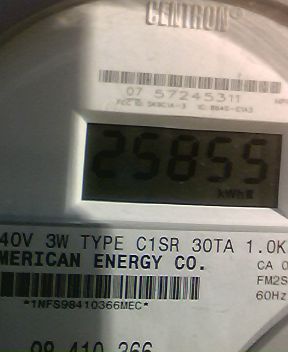 CENTRON®
07 57245311
25855
kWh
40V 3W TYPE C1SR 30TA 1.0K
MERICAN ENERGY CO.
CA 0
FM2S
60Hz
*1NFS98410366MEC*
98 410 366